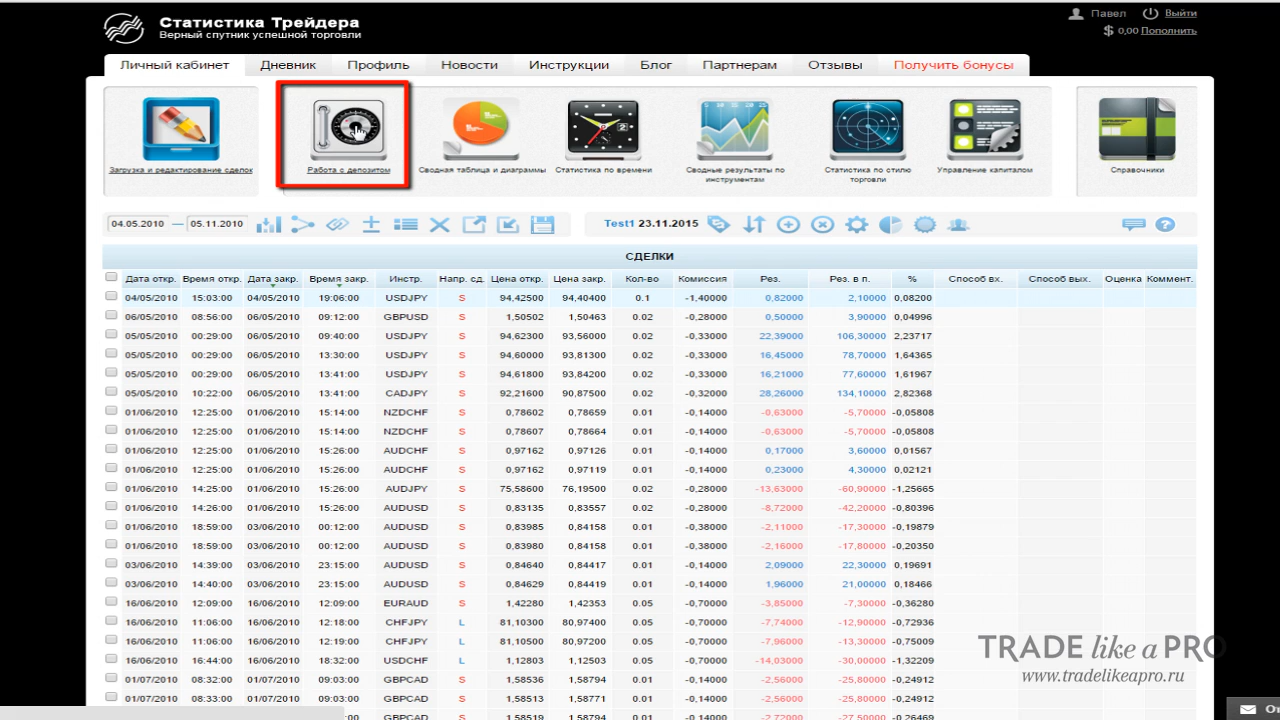 Статистика Трейдера
Верный спутник успешной торговли
Павел Выйти
$ 0,00 Пополнить
Личный кабинет Дневник Профиль Новости Инструкции Блог Партнерам Отзывы Получить бонусы
Загрузка и редактирование сделок Работа с депозитом Сводная таблица и диаграммы Статистика по времени Сводные результаты по инструментам Статистика по стилю торговли Управление капиталом Справочники
04.05.2010 — 05.11.2010 Test1 23.11.2015
СДЕЛКИ
Дата откр. Время откр. Дата закр. Время закр. Инстр. Напр. сд. Цена откр. Цена закр. Кол-во Комиссия Рез. Рез. в п. % Способ вх. Способ вых. Оценка Коммент.
04/05/2010 15:03:00 04/05/2010 19:06:00 USDJPY S 94,42500 94,40400 0.1 -1,40000 0,82000 2,10000 0,08200
06/05/2010 08:56:00 06/05/2010 09:12:00 GBPUSD S 1,50502 1,50463 0.02 -0,28000 0,50000 3,90000 0,04996
05/05/2010 00:29:00 06/05/2010 09:40:00 USDJPY S 94,62300 93,56000 0.02 -0,33000 22,39000 106,30000 2,23717
05/05/2010 00:29:00 06/05/2010 13:30:00 USDJPY S 94,60000 93,81300 0.02 -0,33000 16,45000 78,70000 1,64365
05/05/2010 00:29:00 06/05/2010 13:41:00 USDJPY S 94,61800 93,84200 0.02 -0,33000 16,21000 77,60000 1,61967
05/05/2010 10:22:00 06/05/2010 13:41:00 CADJPY S 92,21600 90,87500 0.02 -0,32000 28,26000 134,10000 2,82368
01/06/2010 12:25:00 01/06/2010 15:14:00 NZDCHF S 0,78602 0,78659 0.01 -0,14000 -0,63000 -5,70000 -0,05808
01/06/2010 12:25:00 01/06/2010 15:14:00 NZDCHF S 0,78607 0,78664 0.01 -0,14000 -0,63000 -5,70000 -0,05808
01/06/2010 12:25:00 01/06/2010 15:26:00 AUDCHF S 0,97162 0,97126 0.01 -0,14000 0,17000 3,60000 0,01567
01/06/2010 12:25:00 01/06/2010 15:26:00 AUDCHF S 0,97162 0,97119 0.01 -0,14000 0,23000 4,30000 0,02121
01/06/2010 14:25:00 01/06/2010 15:26:00 AUDJPY S 75,58600 76,19500 0.02 -0,28000 -13,63000 -60,90000 -1,25665
01/06/2010 14:26:00 01/06/2010 15:26:00 AUDUSD S 0,83135 0,83557 0.02 -0,28000 -8,72000 -42,20000 -0,80396
01/06/2010 18:59:00 03/06/2010 00:12:00 AUDUSD S 0,83985 0,84158 0.01 -0,38000 -2,11000 -17,30000 -0,19879
01/06/2010 18:59:00 03/06/2010 00:12:00 AUDUSD S 0,83980 0,84158 0.01 -0,38000 -2,16000 -17,80000 -0,20350
03/06/2010 14:39:00 03/06/2010 23:15:00 AUDUSD S 0,84640 0,84417 0.01 -0,14000 2,09000 22,30000 0,19691
03/06/2010 14:40:00 03/06/2010 23:15:00 AUDUSD S 0,84629 0,84419 0.01 -0,14000 1,96000 21,00000 0,18466
16/06/2010 12:09:00 16/06/2010 12:09:00 EURAUD S 1,42280 1,42353 0.05 -0,70000 -3,85000 -7,30000 -0,36280
16/06/2010 11:06:00 16/06/2010 12:18:00 CHFJPY L 81,10300 80,97400 0.05 -0,70000 -7,74000 -12,90000 -0,72936
16/06/2010 11:06:00 16/06/2010 12:19:00 CHFJPY L 81,10500 80,97200 0.05 -0,70000 -7,96000 -13,30000 -0,75009
16/06/2010 16:44:00 16/06/2010 18:32:00 USDCHF L 1,12803 1,12503 0.05 -0,70000 -14,03000 -30,00000 -1,32209
01/07/2010 08:32:00 01/07/2010 09:03:00 GBPCAD S 1,58536 1,58794 0.01 -0,14000 -2,56000 -25,80000 -0,24912
01/07/2010 08:33:00 01/07/2010 09:03:00 GBPCAD S 1,58513 1,58771 0.01 -0,14000 -2,56000 -25,80000 -0,24912
GBPCAD S 1,58519 1,58794 0.01 -0,14000 -2,72000 -27,50000 -0,26469
TRADE like a PRO
www.tradelikeapro.ru